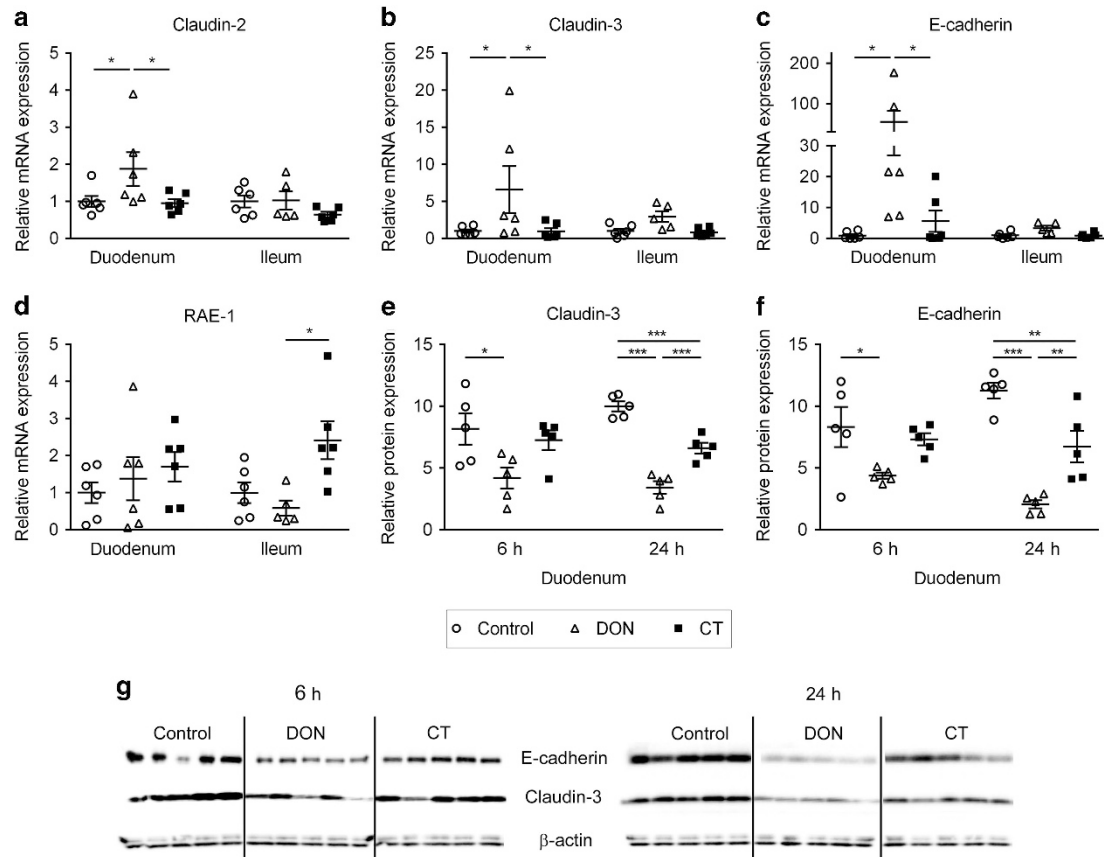 a
Claudin-2
Relative mRNA expression
5
4
3
2
1
0
* *
Duodenum Ileum
b
Claudin-3
Relative mRNA expression
25
20
15
10
5
0
* *
Duodenum Ileum
c
E-cadherin
Relative mRNA expression
200
100
20
10
0
* *
Duodenum Ileum
d
RAE-1
Relative mRNA expression
5
4
3
2
1
0
*
Duodenum Ileum
e
Claudin-3
Relative protein expression
15
10
5
0
***
* *** ***
6 h 24 h
Duodenum
f
E-cadherin
Relative protein expression
15
10
5
0
**
* *** **
6 h 24 h
Duodenum
Control DON CT
g
6 h 24 h
Control DON CT Control DON CT
E-cadherin
Claudin-3
β-actin